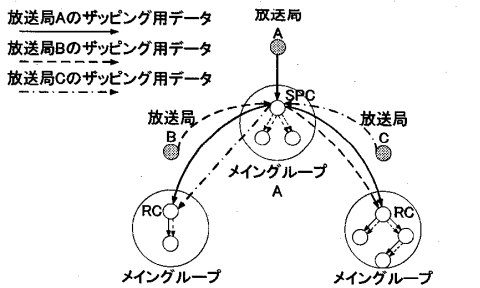 放送局Aのザッピング用データ
放送局Bのザッピング用データ
放送局Cのザッピング用データ
放送局
A
SPC
放送局
B
放送局
C
メイングループ
A
RC
RC
メイングループ
メイングループ